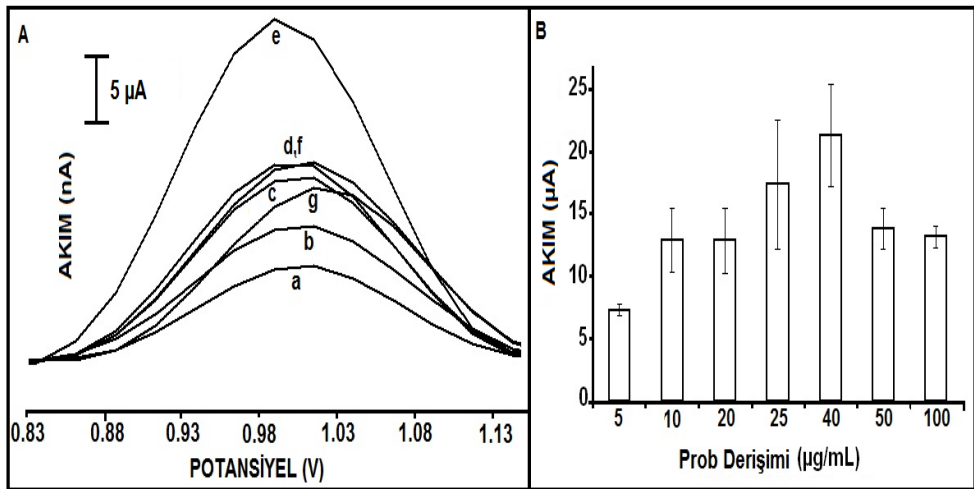 A
5 µA
AKIM (nA)
e
d,f
c
g
b
a
0.83 0.88 0.93 0.98 1.03 1.08 1.13
POTANSİYEL (V)
B
AKIM (µA)
25
20
15
10
5
0
5 10 20 25 40 50 100
Prob Derişimi (µg/mL)